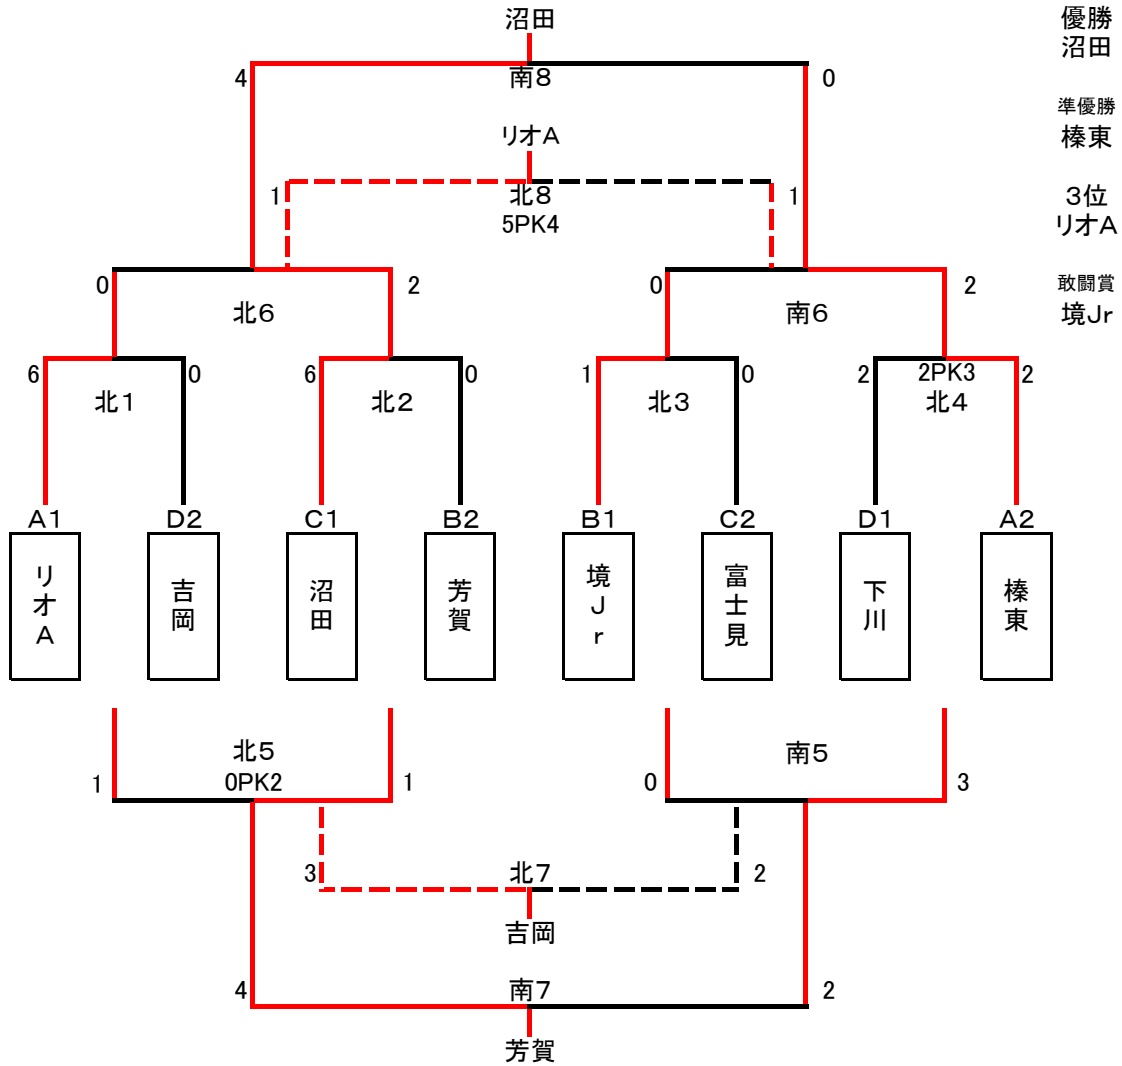 沼田
4 南8 0
リオA
1 北8 1
5PK4
0 北6 2
0 南6 2
6 北1 0
6 北2 0
1 北3 0
2 2PK3 2
北4
A1 D2 C1 B2 B1 C2 D1 A2
リオA
吉岡
沼田
芳賀
境Jr
富士見
下川
榛東
北5
1 0PK2 1
南5
0 3
3 北7 2
吉岡
4 南7 2
芳賀
優勝
沼田
準優勝
榛東
3位
リオA
敢闘賞
境Jr